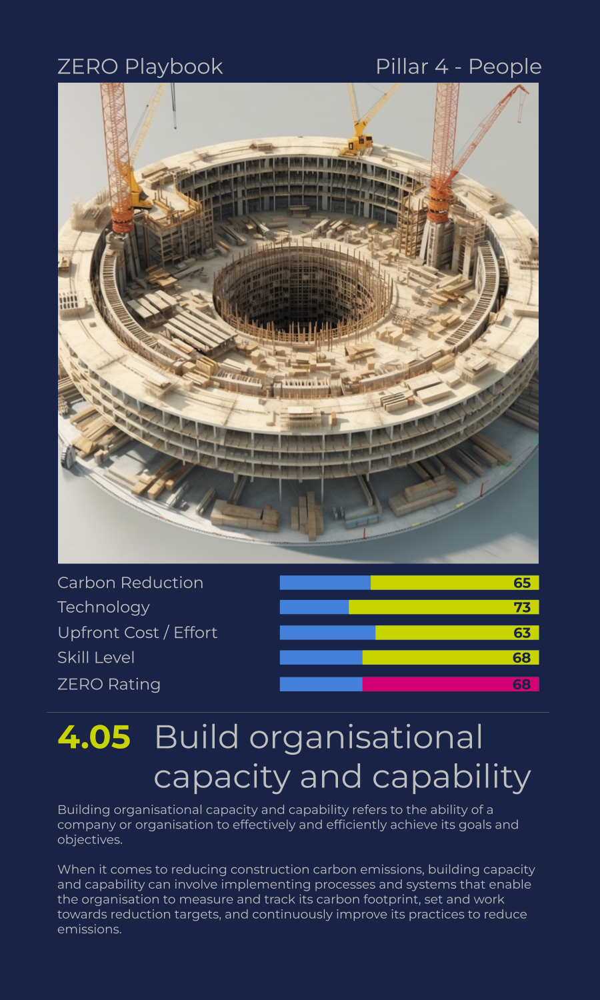 ZERO Playbook
Pillar 4 - People
Carbon Reduction 65
Technology 73
Upfront Cost / Effort 63
Skill Level 68
ZERO Rating 68
4.05 Build organisational
capacity and capability
Building organisational capacity and capability refers to the ability of a
company or organisation to effectively and efficiently achieve its goals and
objectives.
When it comes to reducing construction carbon emissions, building capacity
and capability can involve implementing processes and systems that enable
the organisation to measure and track its carbon footprint, set and work
towards reduction targets, and continuously improve its practices to reduce
emissions.